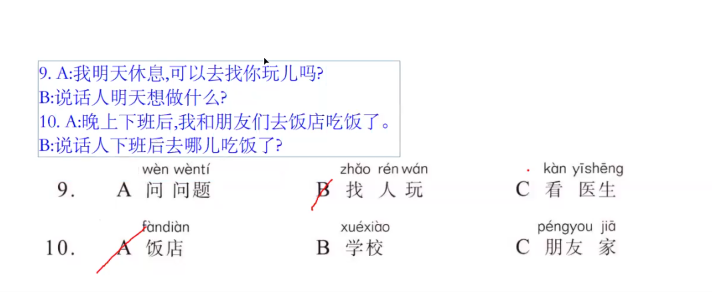 9. A:我明天休息,可以去找你玩儿吗?
B:说话人明天想做什么?
10. A:晚上下班后,我和朋友们去饭店吃饭了。
B:说话人下班后去哪儿吃饭了?
wèn wèntí zhǎo rén wán kàn yīshēng
9. A 问 问题 B 找 人 玩 C 看 医生
fàndiàn xuéxiào péngyou jiā
10. A 饭店 B 学校 C 朋友 家